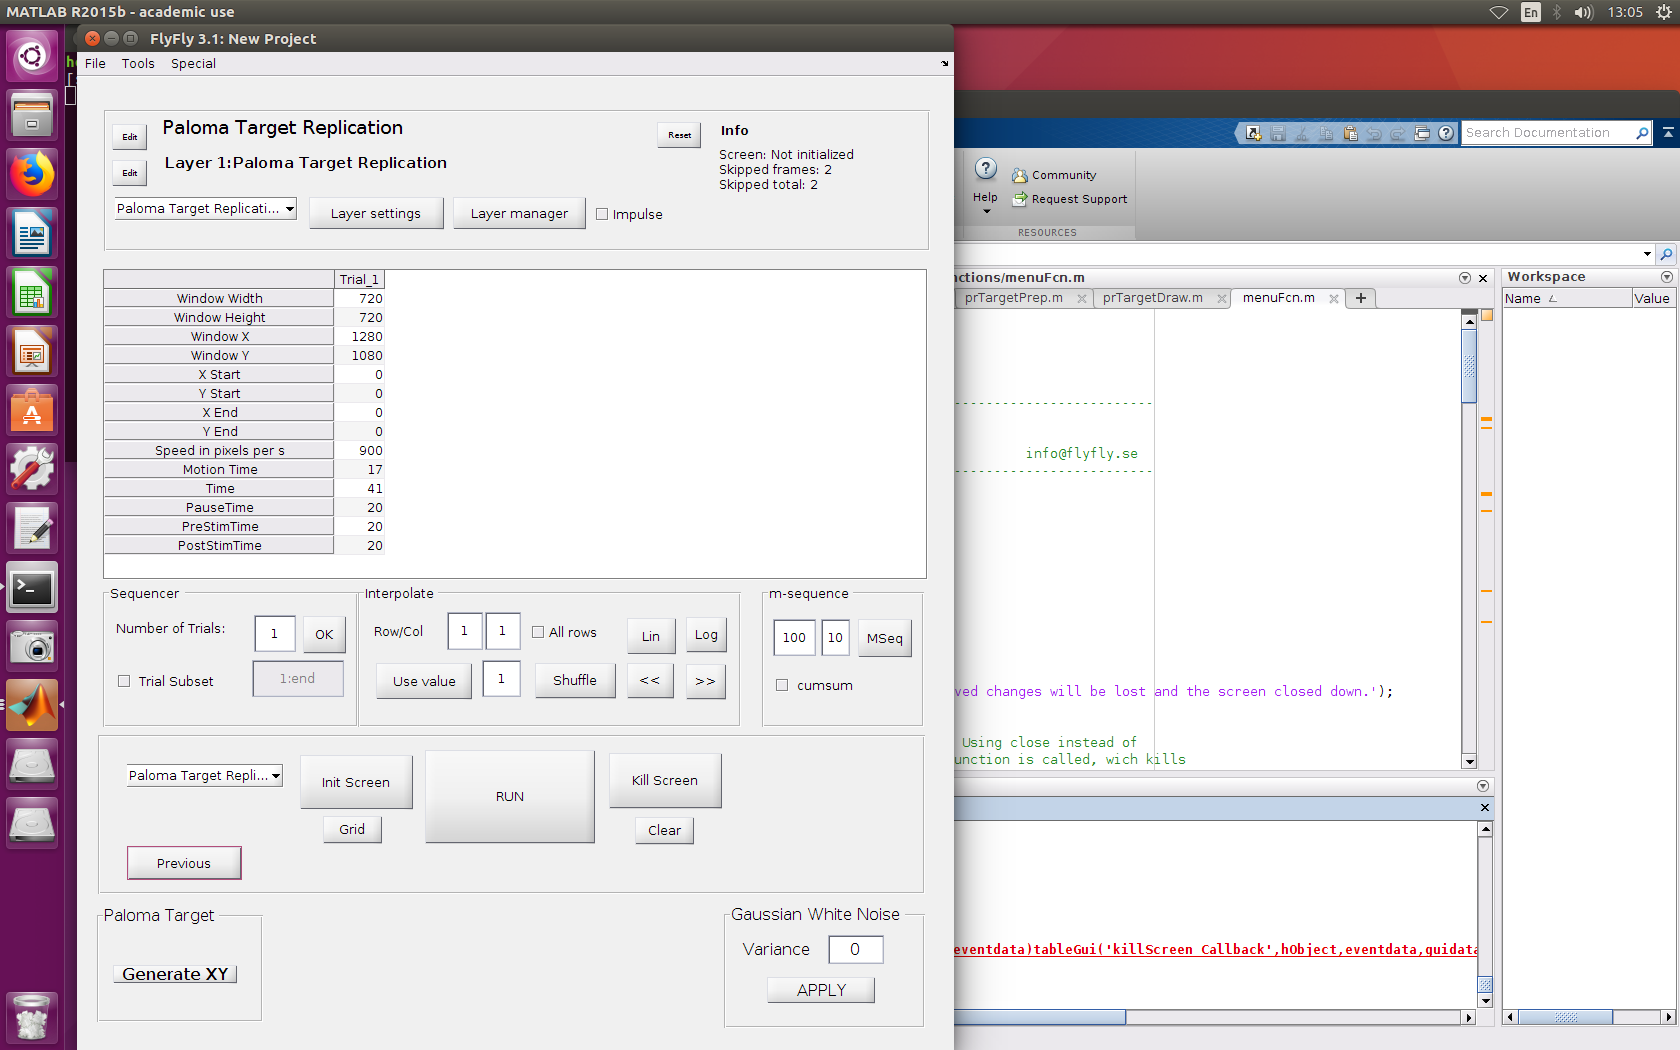 MATLAB R2015b - academic use
En
13:05
FlyFly 3.1: New Project
File Tools Special
Edit
Paloma Target Replication
Reset
Info
Edit
Layer 1:Paloma Target Replication
Screen: Not initialized
Skipped frames: 2
Skipped total: 2
Paloma Target Replicati...
Layer settings
Layer manager
Impulse
Trial_1
Window Width 720
Window Height 720
Window X 1280
Window Y 1080
X Start 0
Y Start 0
X End 0
Y End 0
Speed in pixels per s 900
Motion Time 17
Time 41
PauseTime 20
PreStimTime 20
PostStimTime 20
Sequencer
Number of Trials: 1 OK
Trial Subset 1:end
Interpolate
Row/Col 1 1 All rows Lin Log
Use value 1 Shuffle << >>
m-sequence
100 10 MSeq
cumsum
Paloma Target Repli...
Init Screen
RUN
Kill Screen
Grid
Clear
Previous
Paloma Target
Generate XY
Gaussian White Noise
Variance 0
APPLY
Search Documentation
Help
Community
Request Support
RESOURCES
nctions/menuFcn.m
prTargetPrep.m prTargetDraw.m menuFcn.m
info@flyfly.se
ved changes will be lost and the screen closed down.');
Using close instead of
unction is called, wich kills
eventdata)tableGui('killScreen Callback',hObject,eventdata,guidata
Workspace
Name Value